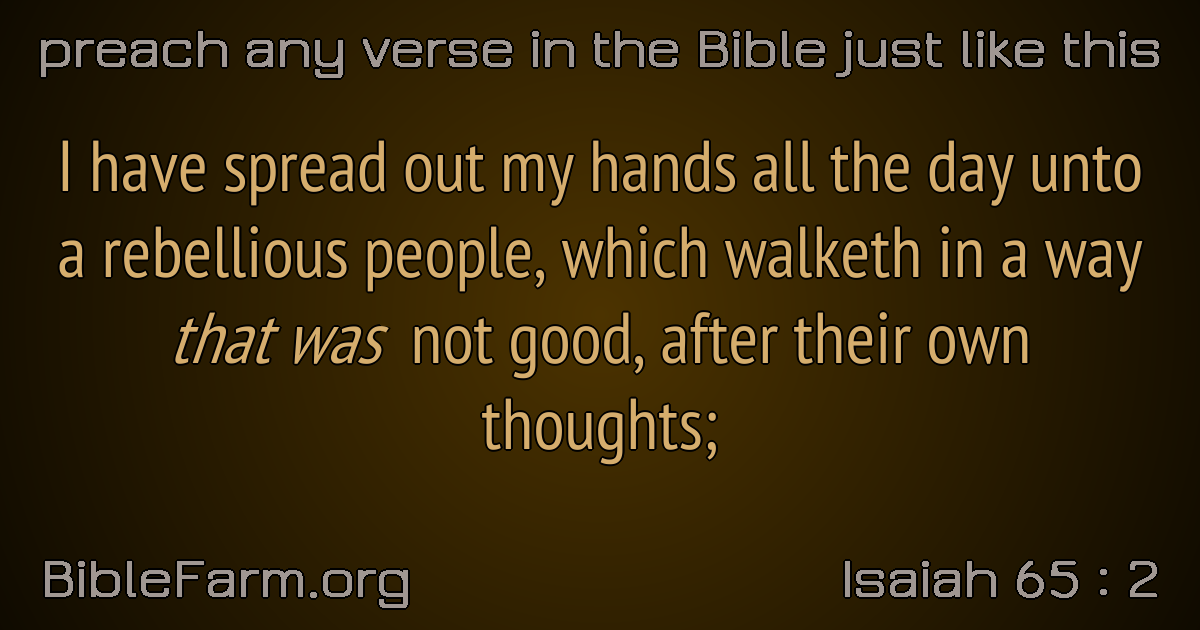 preach any verse in the Bible just like this
I have spread out my hands all the day unto
a rebellious people, which walketh in a way
that was not good, after their own
thoughts;
BibleFarm.org
Isaiah 65 : 2